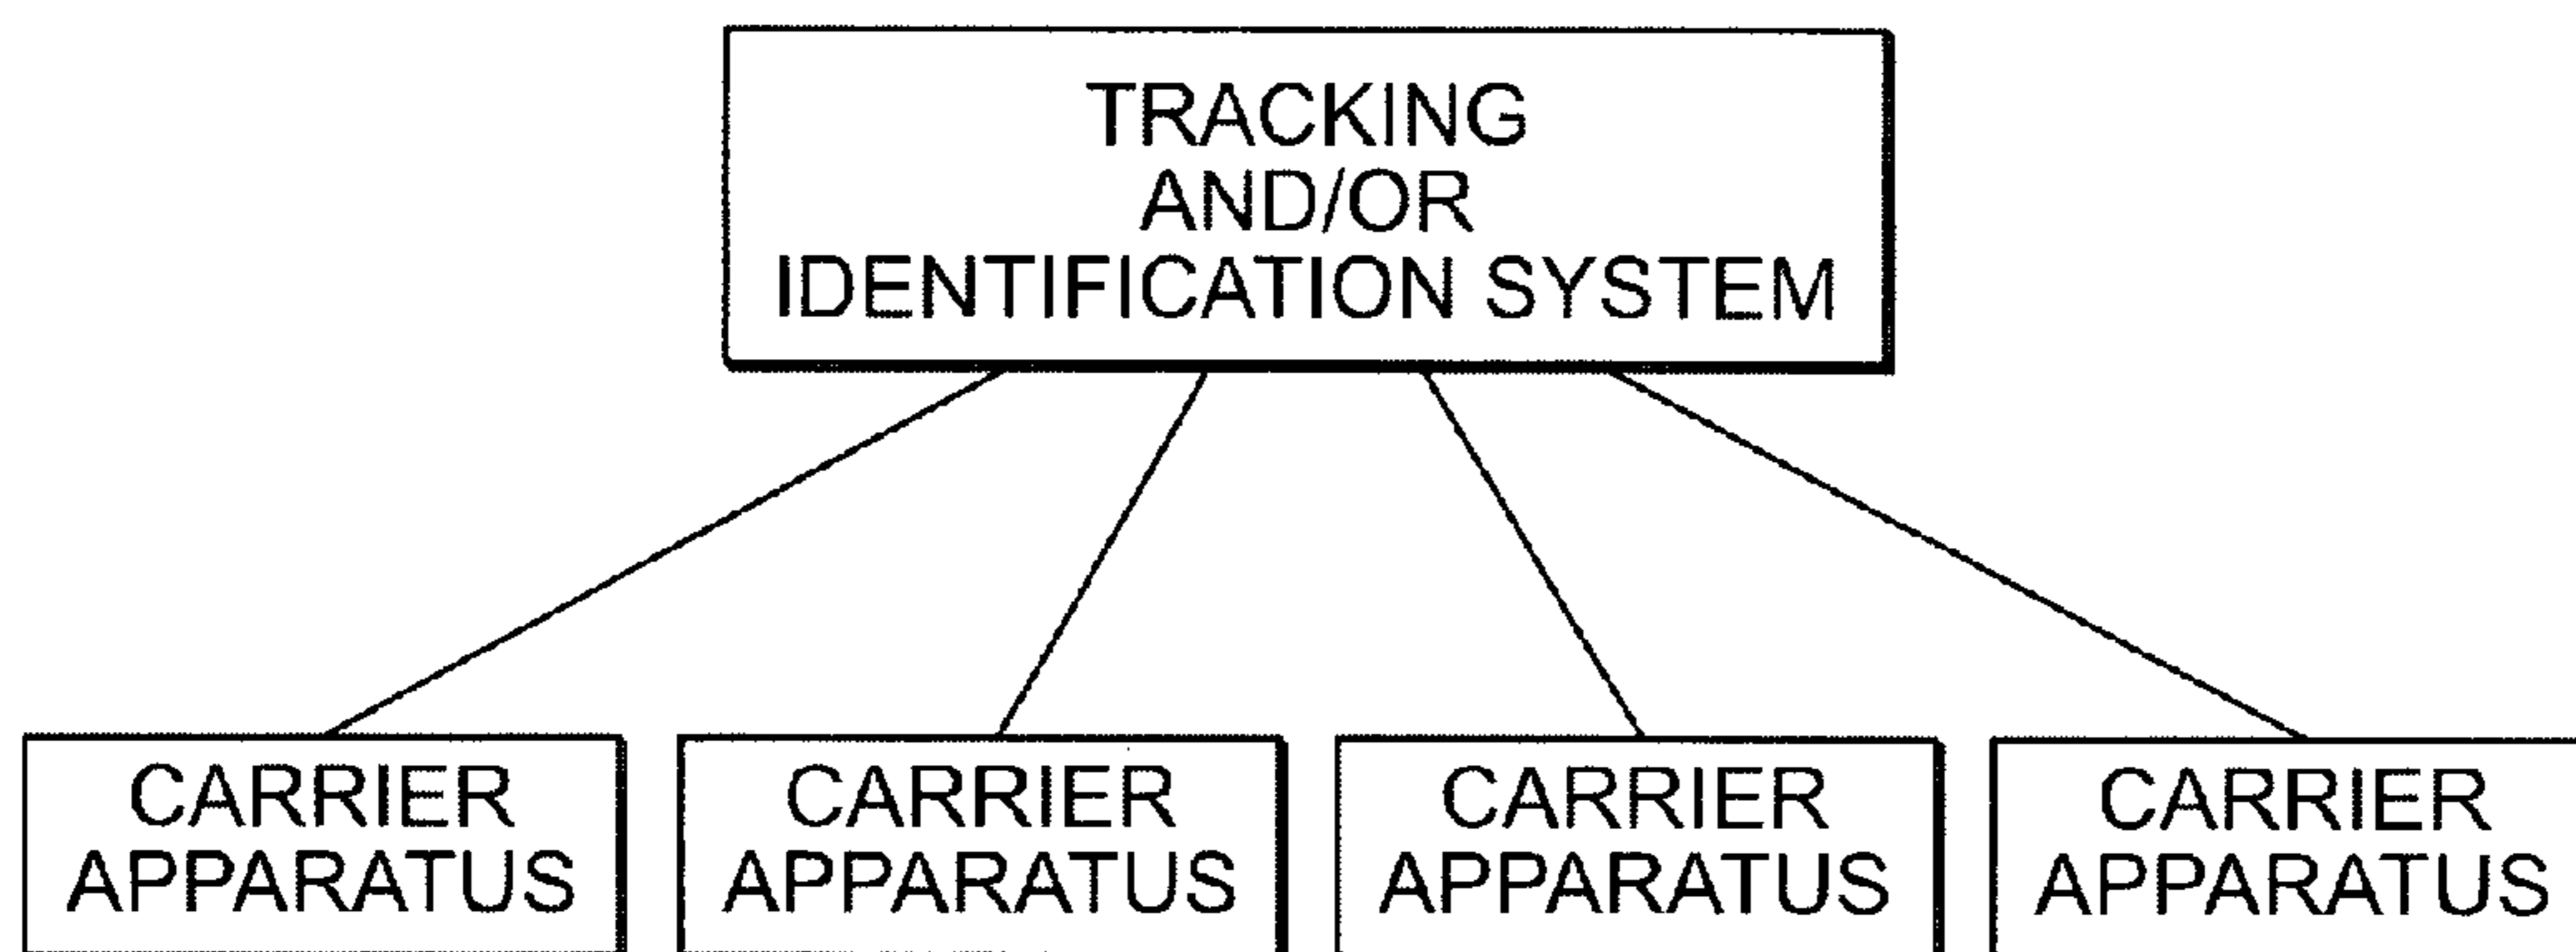 TRACKING
AND/OR
IDENTIFICATION SYSTEM
CARRIER
APPARATUS
CARRIER
APPARATUS
CARRIER
APPARATUS
CARRIER
APPARATUS